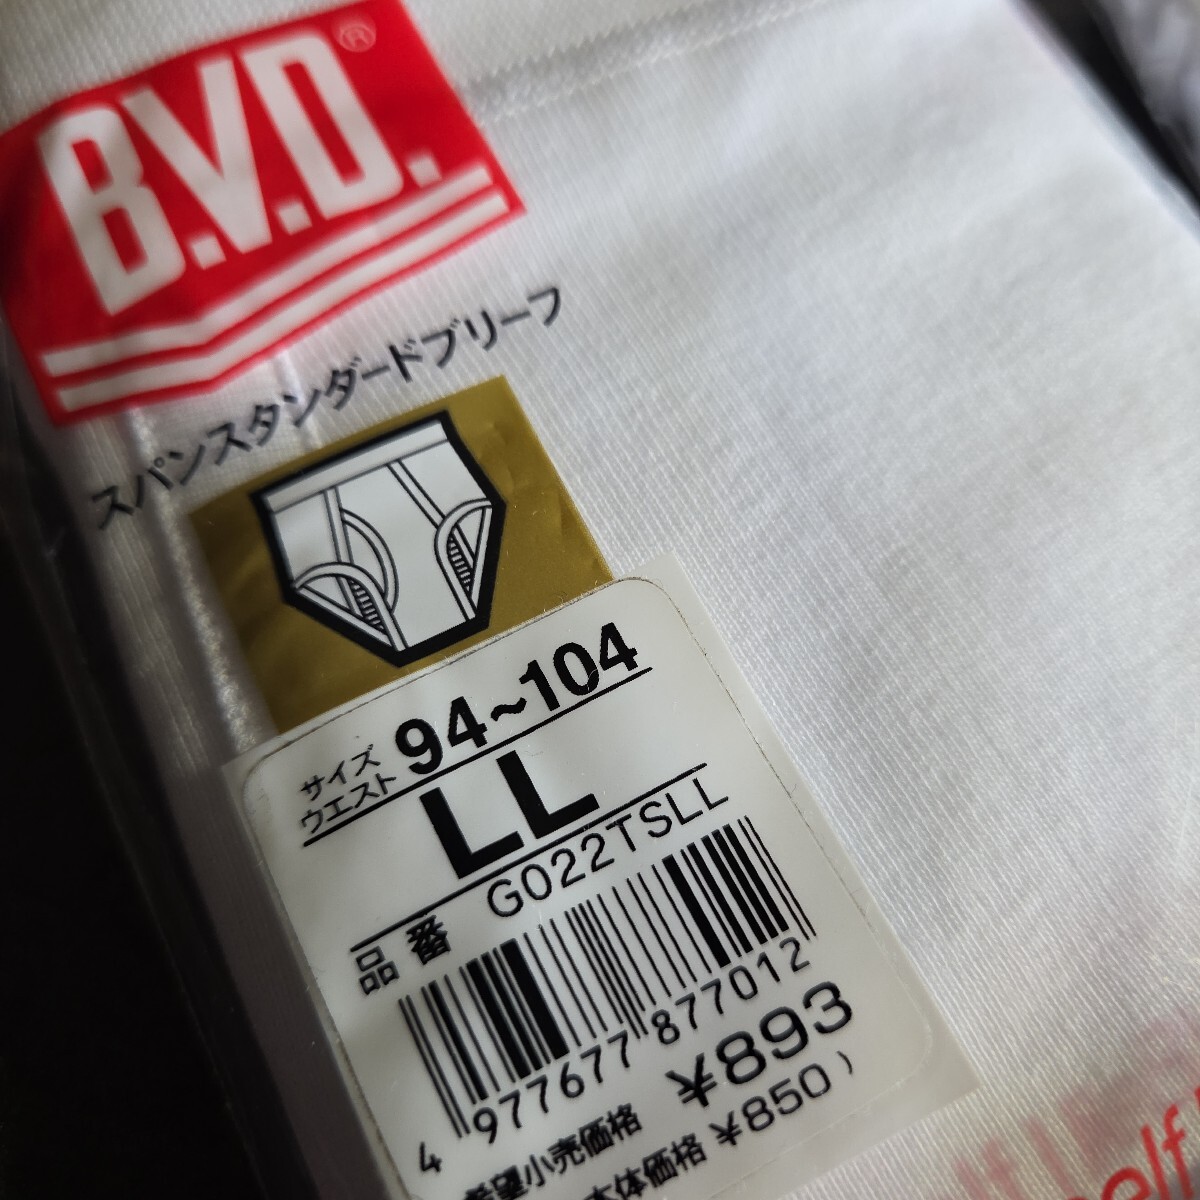 B.V.D.®
スパンスタンダードブリーフ
サイズ
ウエスト 94~104
LL
品番 G022TSLL
4 977677 877012
希望小売価格 ¥893
本体価格 ¥850)
elf